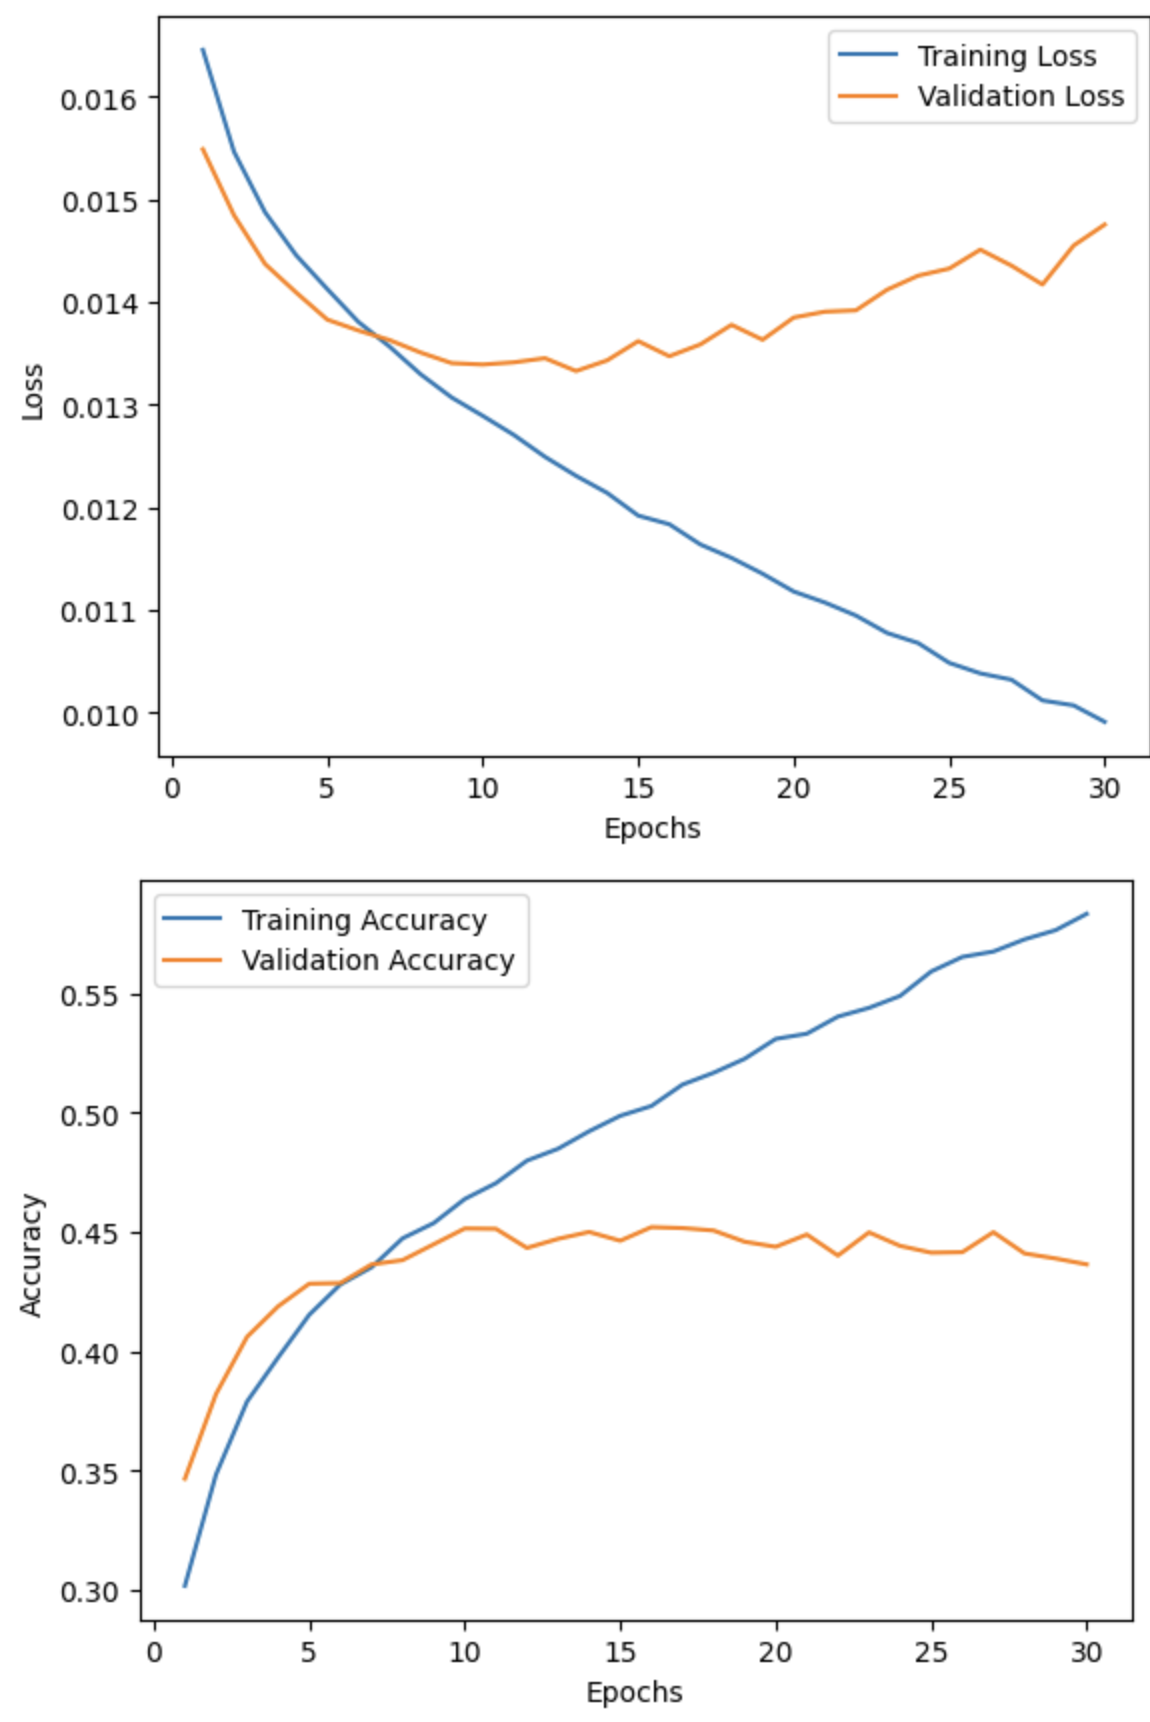 Training Loss
Validation Loss
0.016
0.015
0.014
0.013
0.012
0.011
0.010
Loss
0 5 10 15 20 25 30
Epochs
Training Accuracy
Validation Accuracy
0.55
0.50
0.45
0.40
0.35
0.30
Accuracy
0 5 10 15 20 25 30
Epochs